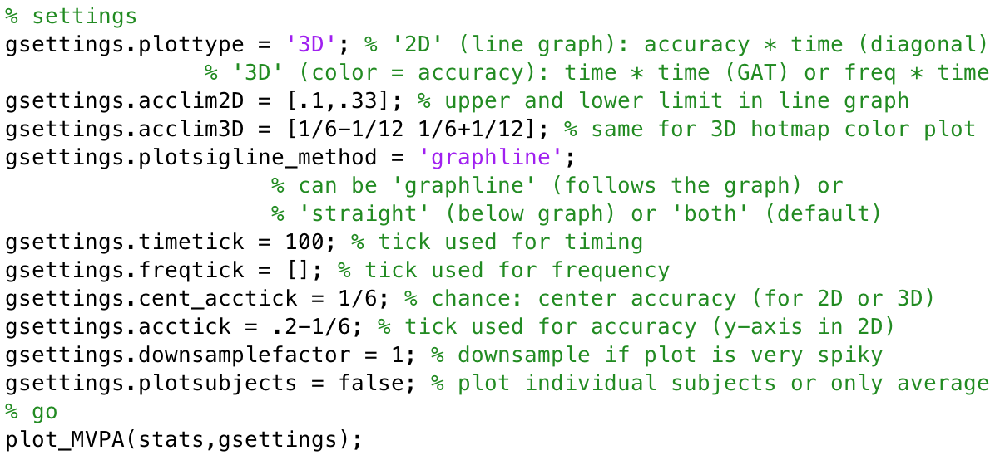 % settings
gsettings.plottype = '3D'; % '2D' (line graph): accuracy * time (diagonal)
% '3D' (color = accuracy): time * time (GAT) or freq * time
gsettings.acclim2D = [.1,.33]; % upper and lower limit in line graph
gsettings.acclim3D = [1/6-1/12 1/6+1/12]; % same for 3D hotmap color plot
gsettings.plotsigline_method = 'graphline';
% can be 'graphline' (follows the graph) or
% 'straight' (below graph) or 'both' (default)
gsettings.timetick = 100; % tick used for timing
gsettings.freqtick = []; % tick used for frequency
gsettings.cent_acctick = 1/6; % chance: center accuracy (for 2D or 3D)
gsettings.acctick = .2-1/6; % tick used for accuracy (y-axis in 2D)
gsettings.downsamplefactor = 1; % downsample if plot is very spiky
gsettings.plotsubjects = false; % plot individual subjects or only average
% go
plot_MVPA(stats,gsettings);